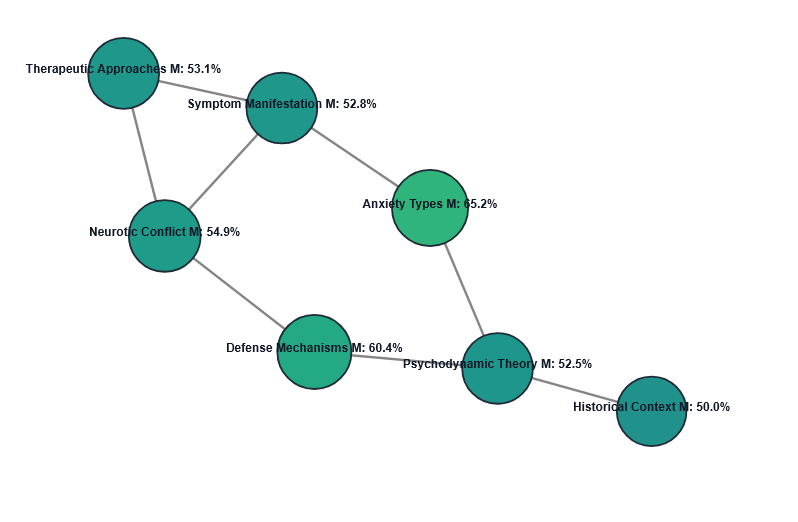 Therapeutic Approaches M: 53.1%
Symptom Manifestation M: 52.8%
Anxiety Types M: 65.2%
Neurotic Conflict M: 54.9%
Defense Mechanisms M: 60.4%
Psychodynamic Theory M: 52.5%
Historical Context M: 50.0%